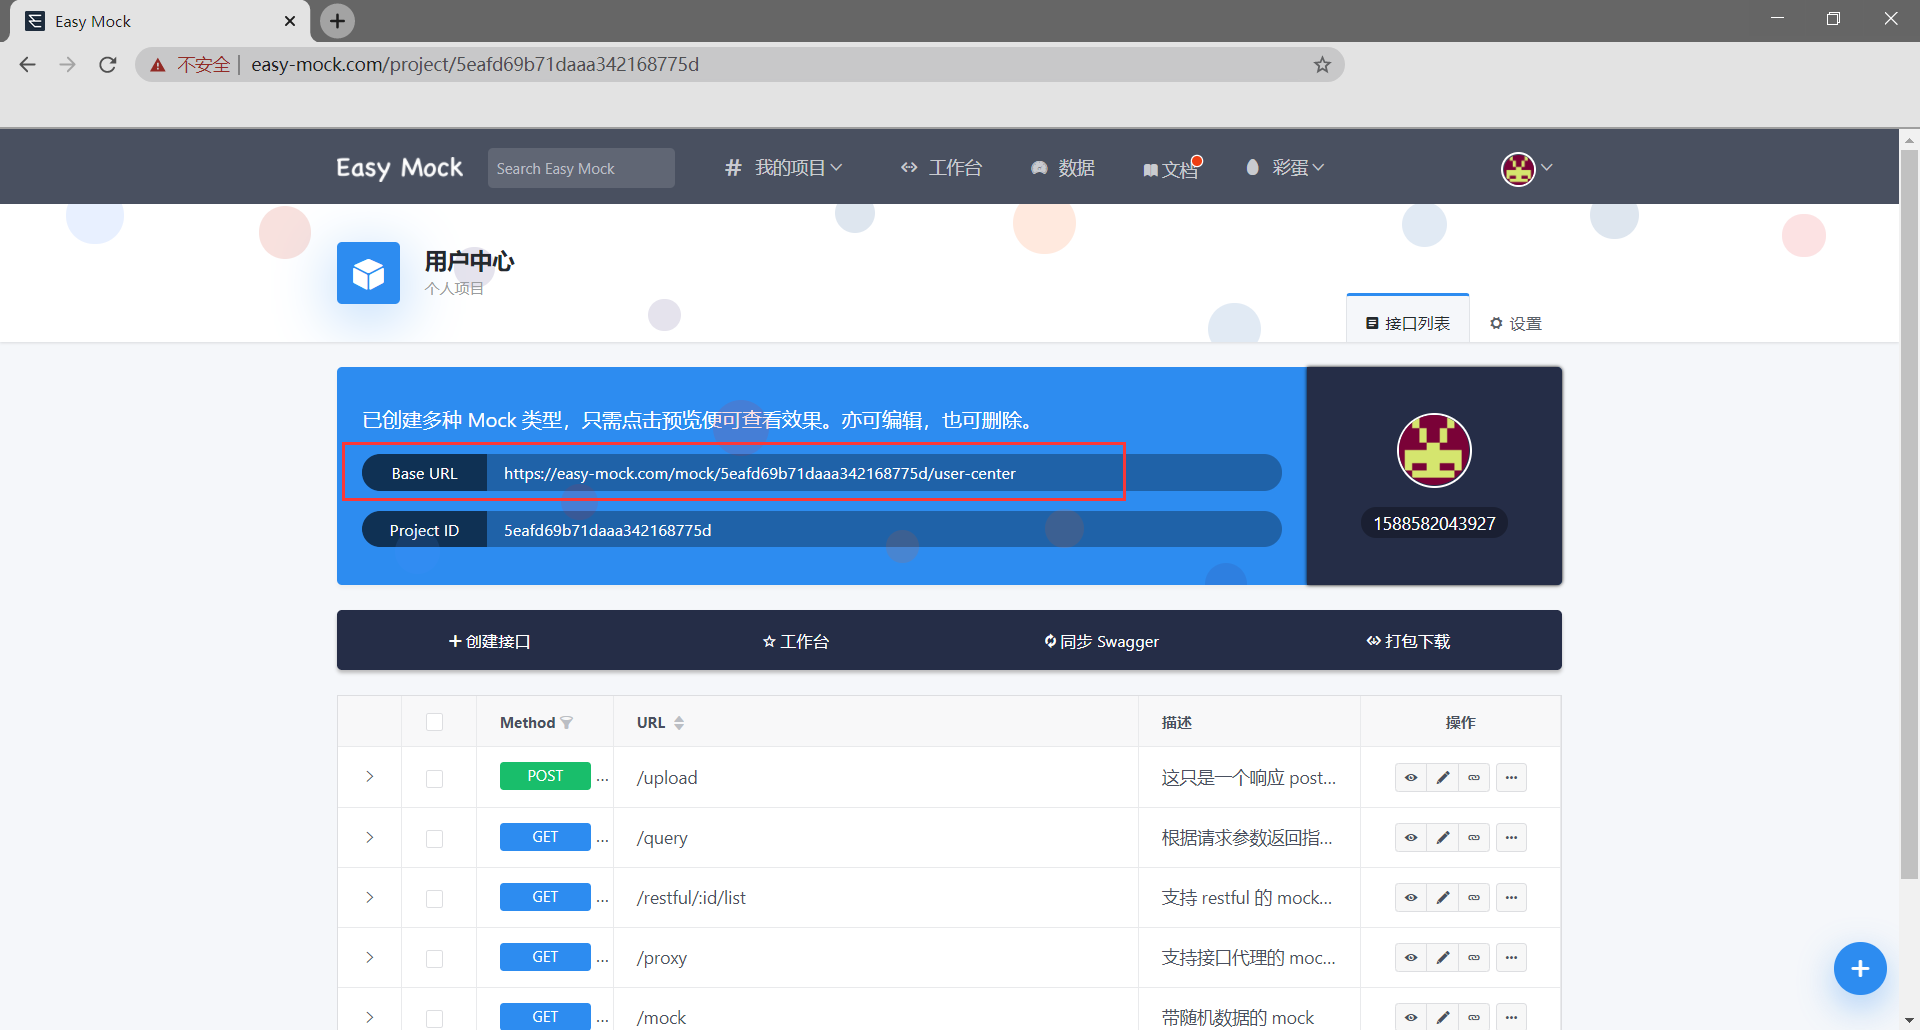 Easy Mock
不安全 | easy-mock.com/project/5eafd69b71daaa342168775d
Easy Mock
Search Easy Mock
我的项目
工作台
数据
文档
彩蛋
用户中心
个人项目
接口列表
设置
已创建多种 Mock 类型，只需点击预览便可查看效果。亦可编辑，也可删除。
Base URL https://easy-mock.com/mock/5eafd69b71daaa342168775d/user-center
Project ID 5eafd69b71daaa342168775d
1588582043927
创建接口
工作台
同步 Swagger
打包下载
Method URL 描述 操作
POST ... /upload 这只是一个响应 post...
GET ... /query 根据请求参数返回指...
GET ... /restful/:id/list 支持 restful 的 mock...
GET ... /proxy 支持接口代理的 moc...
GET ... /mock 带随机数据的 mock